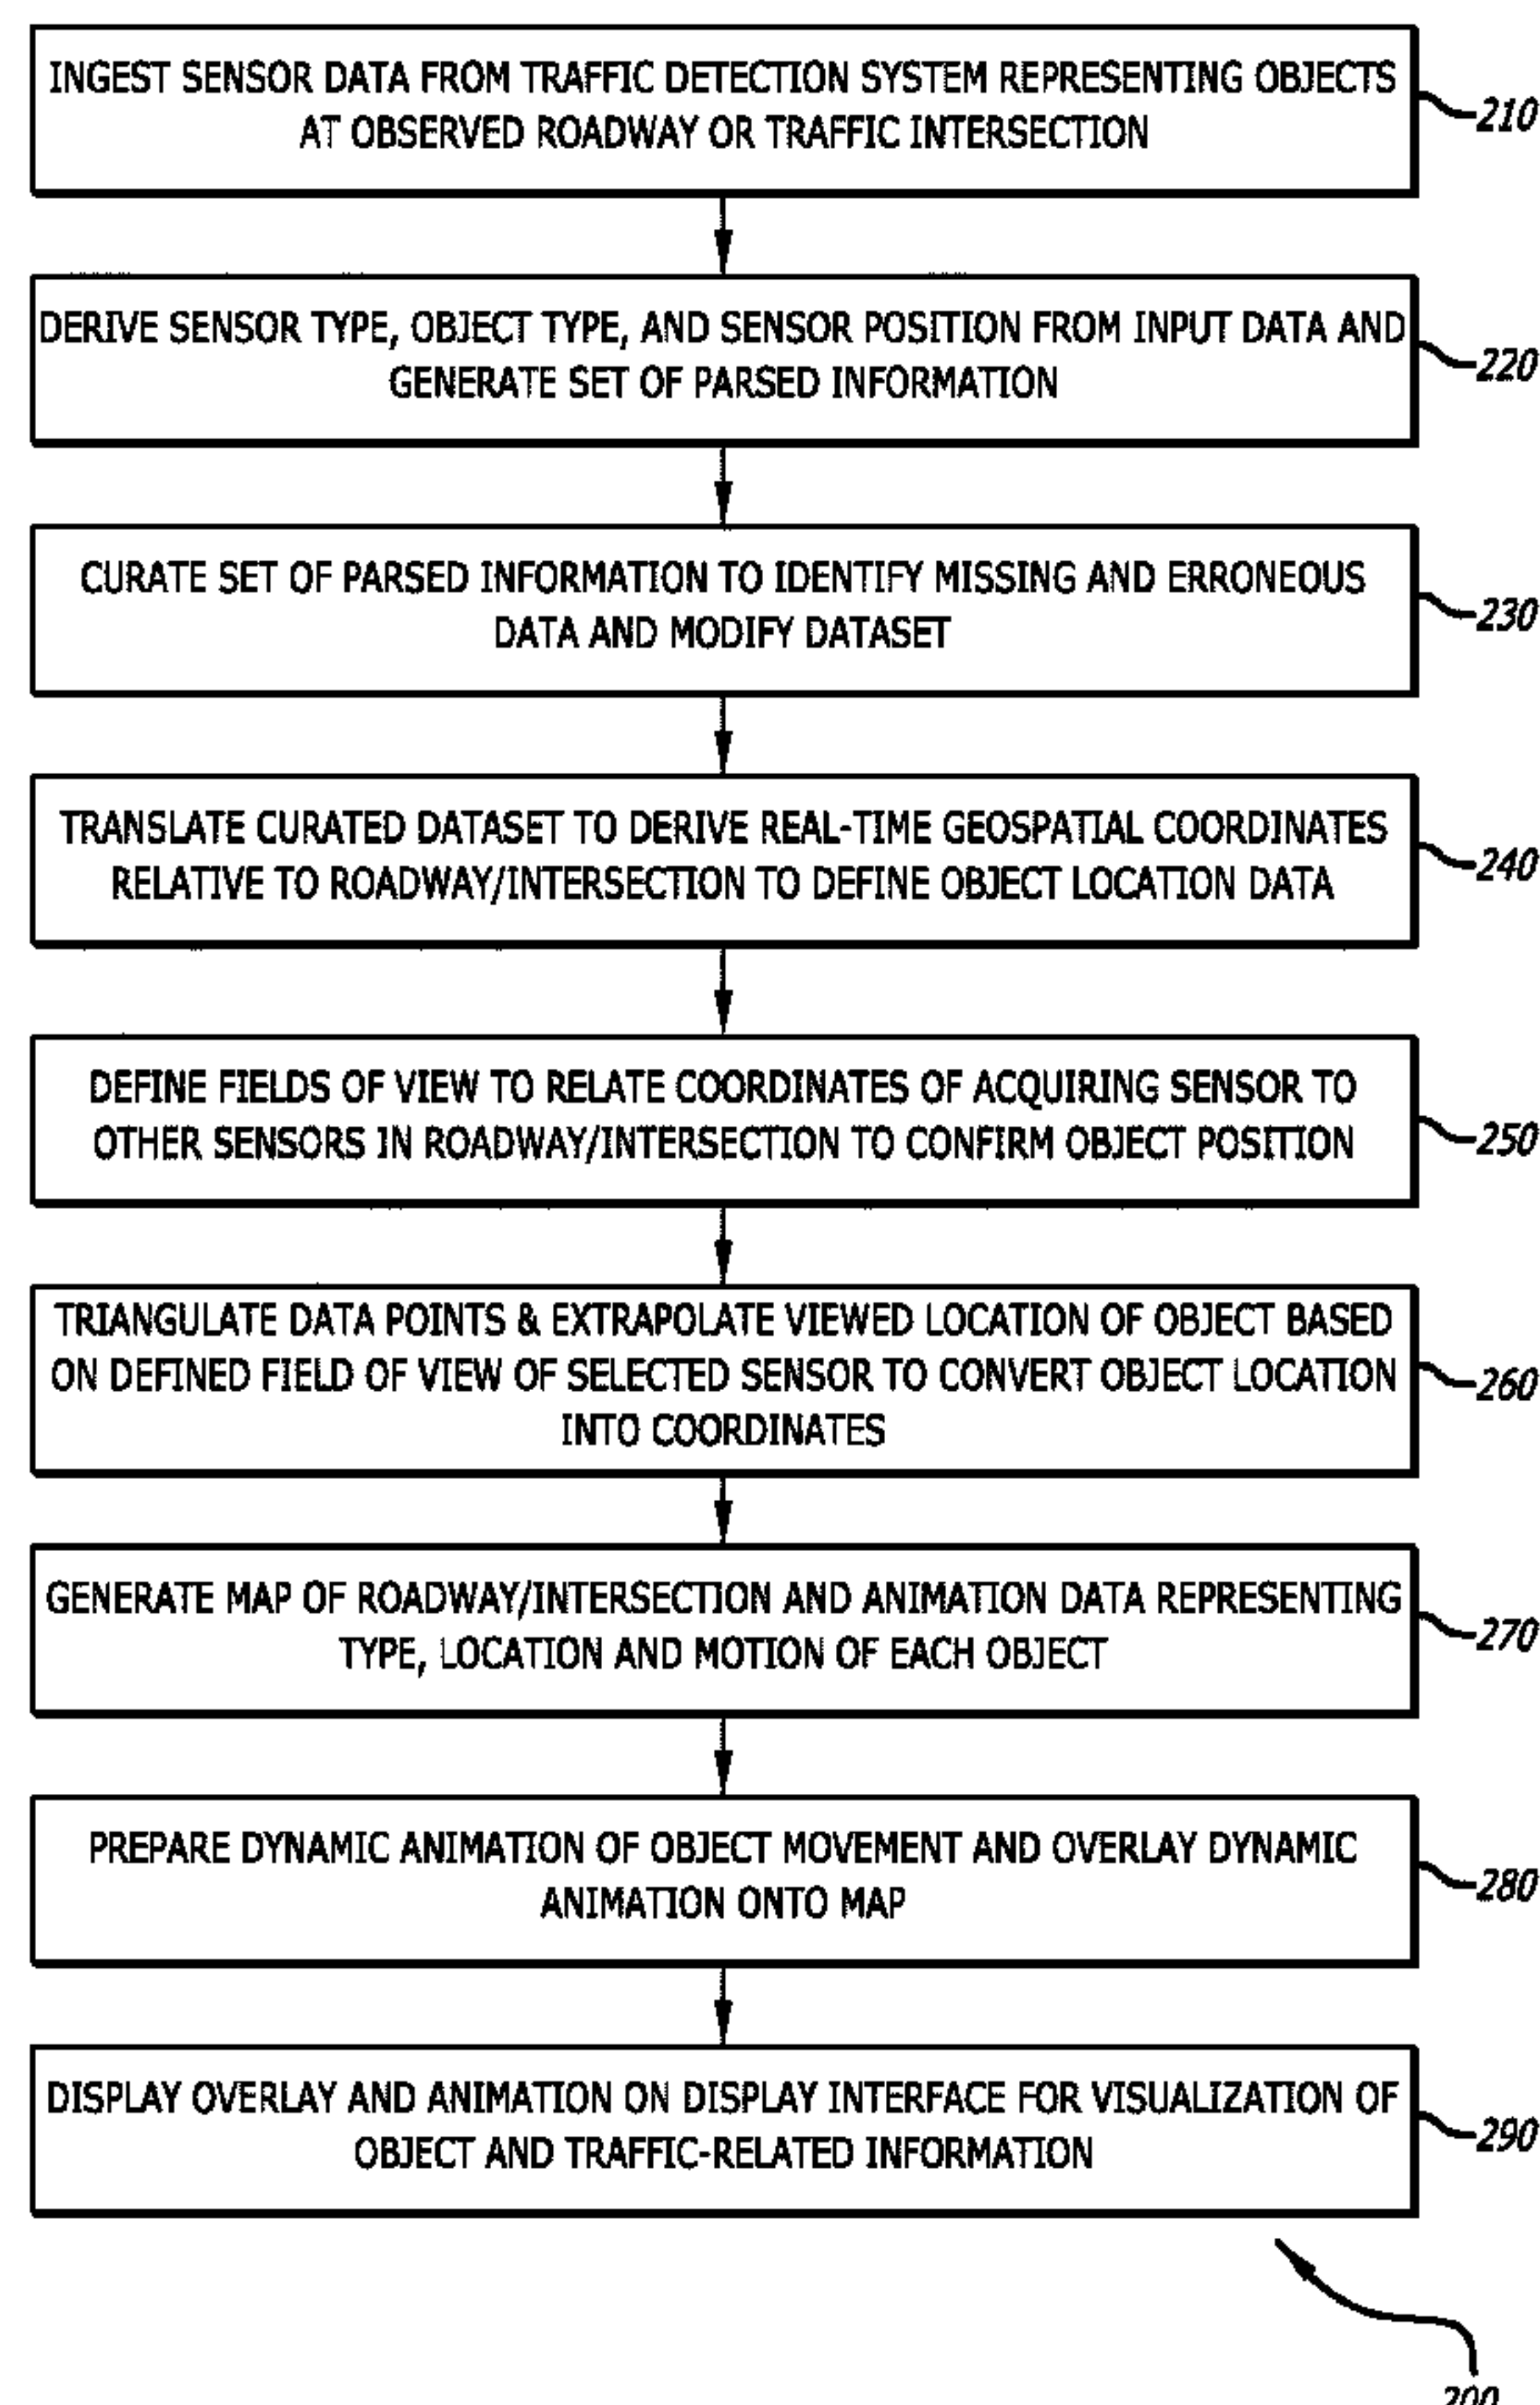 INGEST SENSOR DATA FROM TRAFFIC DETECTION SYSTEM REPRESENTING OBJECTS
AT OBSERVED ROADWAY OR TRAFFIC INTERSECTION
210
DERIVE SENSOR TYPE, OBJECT TYPE, AND SENSOR POSITION FROM INPUT DATA AND
GENERATE SET OF PARSED INFORMATION
220
CURATE SET OF PARSED INFORMATION TO IDENTIFY MISSING AND ERRONEOUS
DATA AND MODIFY DATASET
230
TRANSLATE CURATED DATASET TO DERIVE REAL-TIME GEOSPATIAL COORDINATES
RELATIVE TO ROADWAY/INTERSECTION TO DEFINE OBJECT LOCATION DATA
240
DEFINE FIELDS OF VIEW TO RELATE COORDINATES OF ACQUIRING SENSOR TO
OTHER SENSORS IN ROADWAY/INTERSECTION TO CONFIRM OBJECT POSITION
250
TRIANGULATE DATA POINTS & EXTRAPOLATE VIEWED LOCATION OF OBJECT BASED
ON DEFINED FIELD OF VIEW OF SELECTED SENSOR TO CONVERT OBJECT LOCATION
INTO COORDINATES
260
GENERATE MAP OF ROADWAY/INTERSECTION AND ANIMATION DATA REPRESENTING
TYPE, LOCATION AND MOTION OF EACH OBJECT
270
PREPARE DYNAMIC ANIMATION OF OBJECT MOVEMENT AND OVERLAY DYNAMIC
ANIMATION ONTO MAP
280
DISPLAY OVERLAY AND ANIMATION ON DISPLAY INTERFACE FOR VISUALIZATION OF
OBJECT AND TRAFFIC-RELATED INFORMATION
290
200